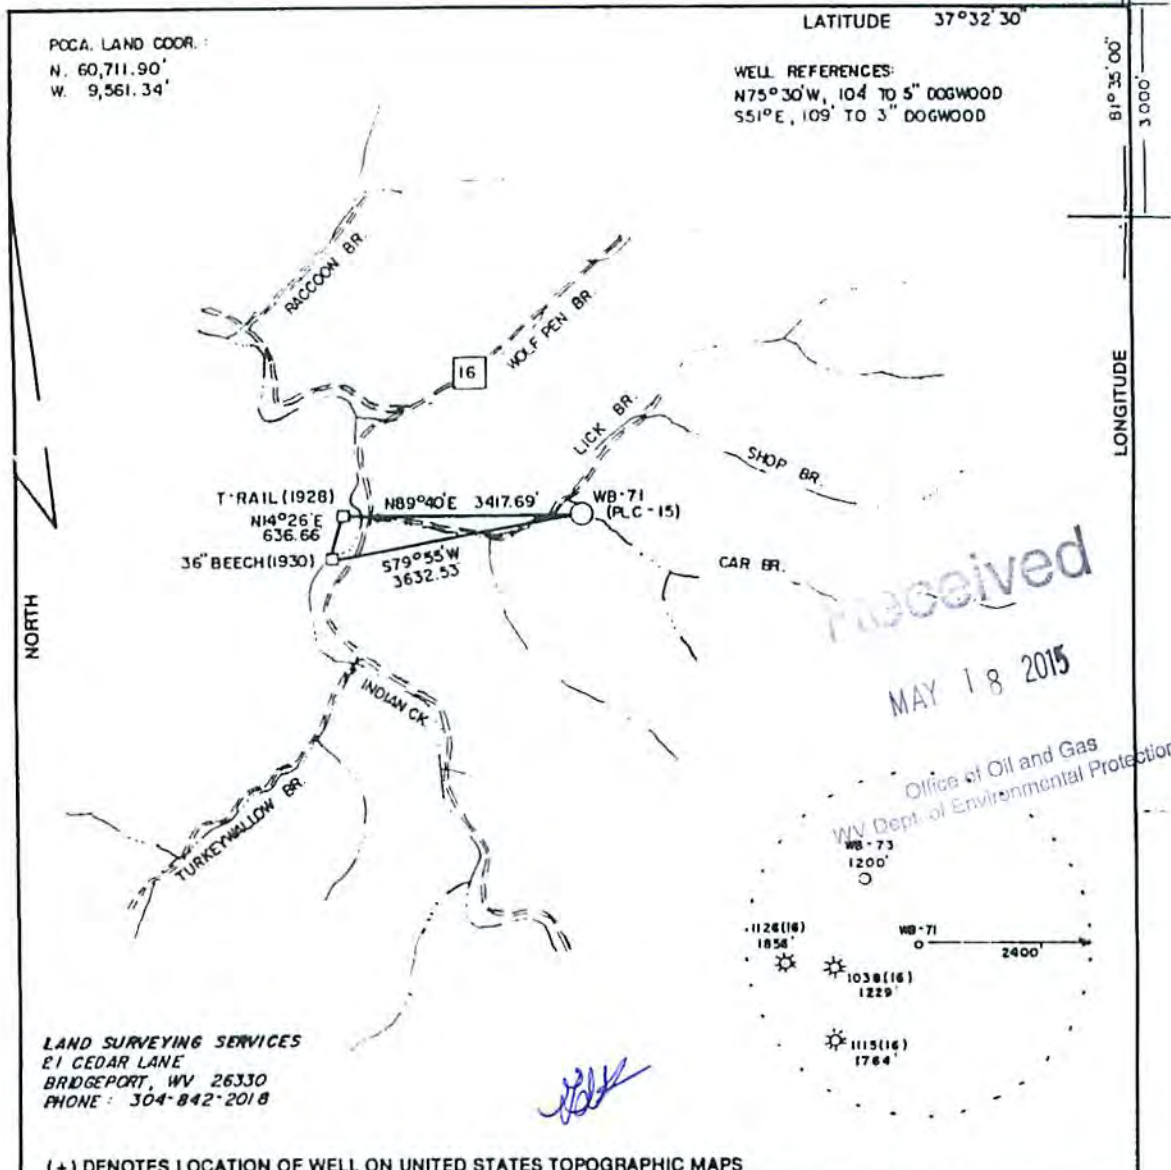 LATITUDE 37°32'30"
POCA. LAND COOR. :
N. 60,711.90'
W. 9,561.34'
WELL REFERENCES:
N75°30'W, 104' TO 5" DOGWOOD
S51°E, 109' TO 3" DOGWOOD
81°35'00"
3000'
RACCOON BR.
WOLF PEN BR.
16
LONGITUDE
LICK BR.
SHOP BR.
T-RAIL (1928)
N89°40'E 3417.69'
WB-71
(PLC-15)
N14°26'E
636.66
36" BEECH (1930)
S79°55'W
3632.53'
CAR BR.
NORTH
Received
MAY 18 2015
INDIAN CK.
Office of Oil and Gas
WV Dept. of Environmental Protection
TURKEYWALLOW BR.
WB-73
1200'
1126(16)
1858'
WB-71
2400'
1038(16)
1229'
1115(16)
1764'
LAND SURVEYING SERVICES
21 CEDAR LANE
BRIDGEPORT, WV 26330
PHONE : 304-842-2018
(+) DENOTES LOCATION OF WELL ON UNITED STATES TOPOGRAPHIC MAPS